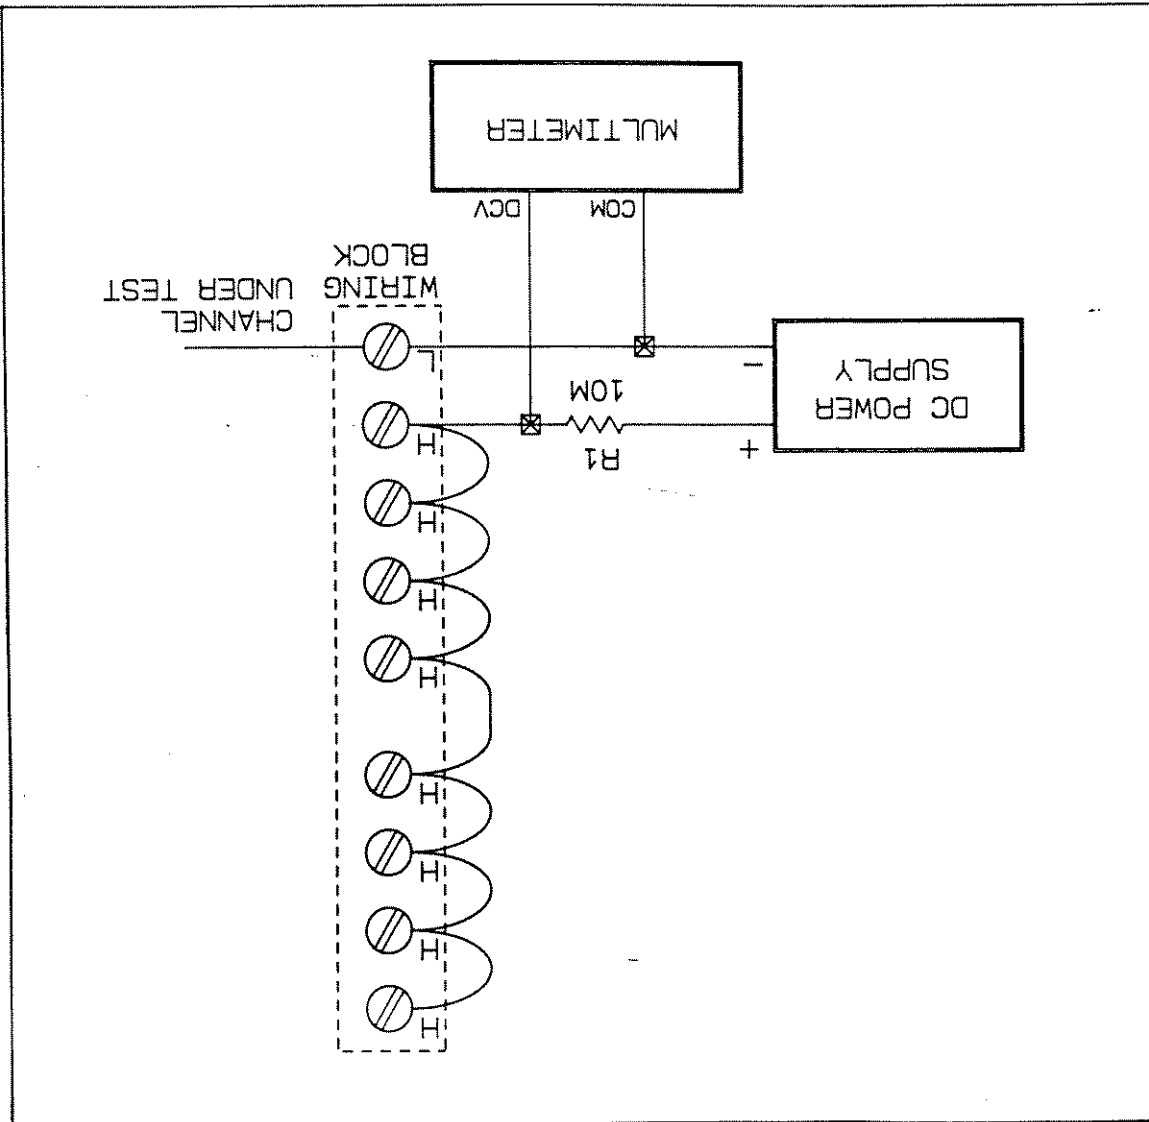 H
H
H
H
H
H
H
H
L
R1
10M
+
−
DC POWER
SUPPLY
WIRING
BLOCK
CHANNEL
UNDER TEST
COM
DCV
MULTIMETER